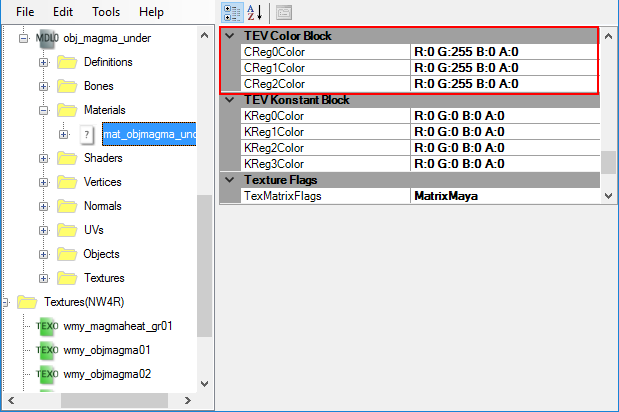 File Edit Tools Help
MDL0 obj_magma_under
Definitions
Bones
Materials
? mat_objmagma_und
Shaders
Vertices
Normals
UVs
Objects
Textures
Textures(NW4R)
TEX0 wmy_magmaheat_gr01
TEX0 wmy_objmagma01
TEX0 wmy_objmagma02
A Z
TEV Color Block
CReg0Color R:0 G:255 B:0 A:0
CReg1Color R:0 G:255 B:0 A:0
CReg2Color R:0 G:255 B:0 A:0
TEV Konstant Block
KReg0Color R:0 G:0 B:0 A:0
KReg1Color R:0 G:0 B:0 A:0
KReg2Color R:0 G:0 B:0 A:0
KReg3Color R:0 G:0 B:0 A:0
Texture Flags
TexMatrixFlags MatrixMaya